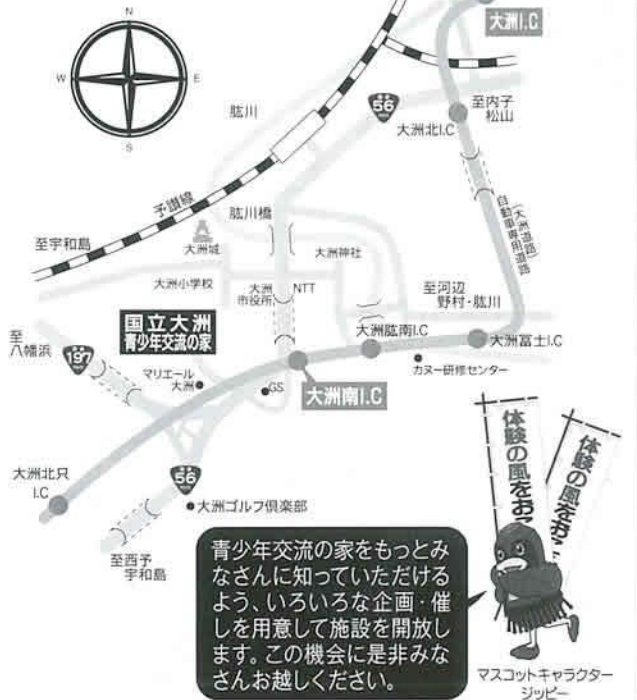 N
W
E
S
大洲I.C
肱川
56
至内子
松山
大洲北I.C
予讃線
肱川橋
自動車専用道路
(大洲道路)
至宇和島
大洲城
大洲神社
大洲小学校
大洲
市役所
NTT
至河辺
野村・肱川
国立大洲
青少年交流の家
至
八幡浜
197
大洲肱南I.C
大洲冨士I.C
マリエール
大洲
GS
カヌー研修センター
大洲南I.C
大洲北只
I.C
56
大洲ゴルフ倶楽部
至西予
宇和島
体験の風をおこ
体験の風をおこ
青少年交流の家をもっとみ
なさんに知っていただける
よう、いろいろな企画・催
しを用意して施設を開放し
ます。この機会に是非みな
さんお越しください。
マスコットキャラクター
ジッピー